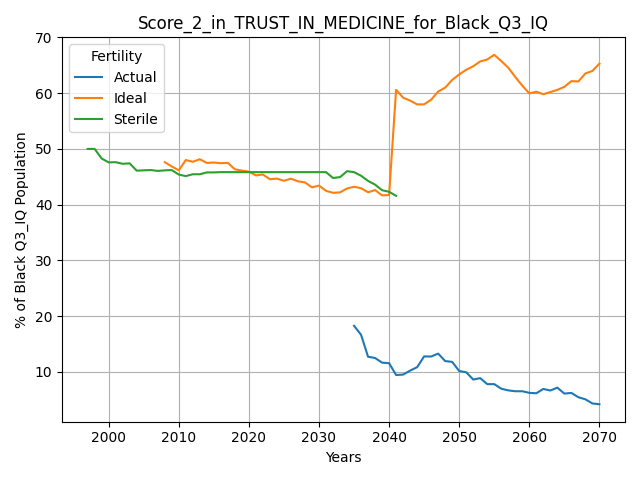 Score_2_in_TRUST_IN_MEDICINE_for_Black_Q3_IQ
Fertility
Actual
Ideal
Sterile
% of Black Q3_IQ Population
70
60
50
40
30
20
10
2000 2010 2020 2030 2040 2050 2060 2070
Years